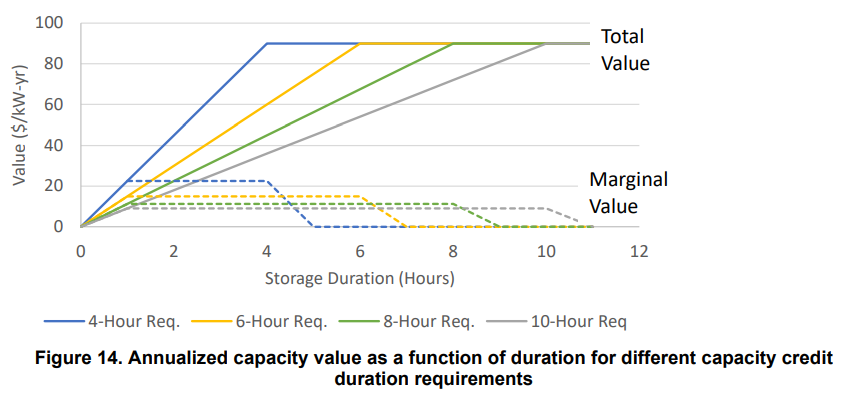 100
80
60
40
20
0
Value ($/kW-yr)
Total
Value
Marginal
Value
0 2 4 6 8 10 12
Storage Duration (Hours)
4-Hour Req. 6-Hour Req. 8-Hour Req. 10-Hour Req
Figure 14. Annualized capacity value as a function of duration for different capacity credit
duration requirements